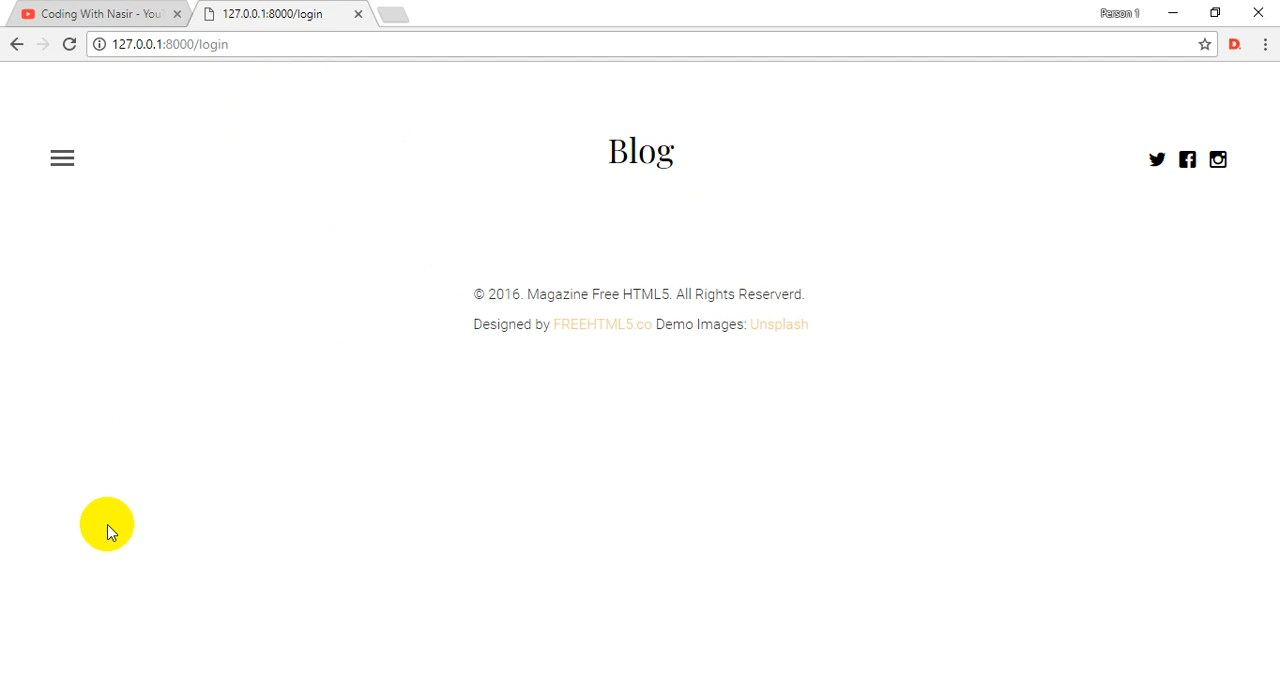 Coding With Nasir - You
127.0.0.1:8000/login
Person 1
127.0.0.1:8000/login
D.
Blog
© 2016. Magazine Free HTML5. All Rights Reserverd.
Designed by FREEHTML5.co Demo Images: Unsplash